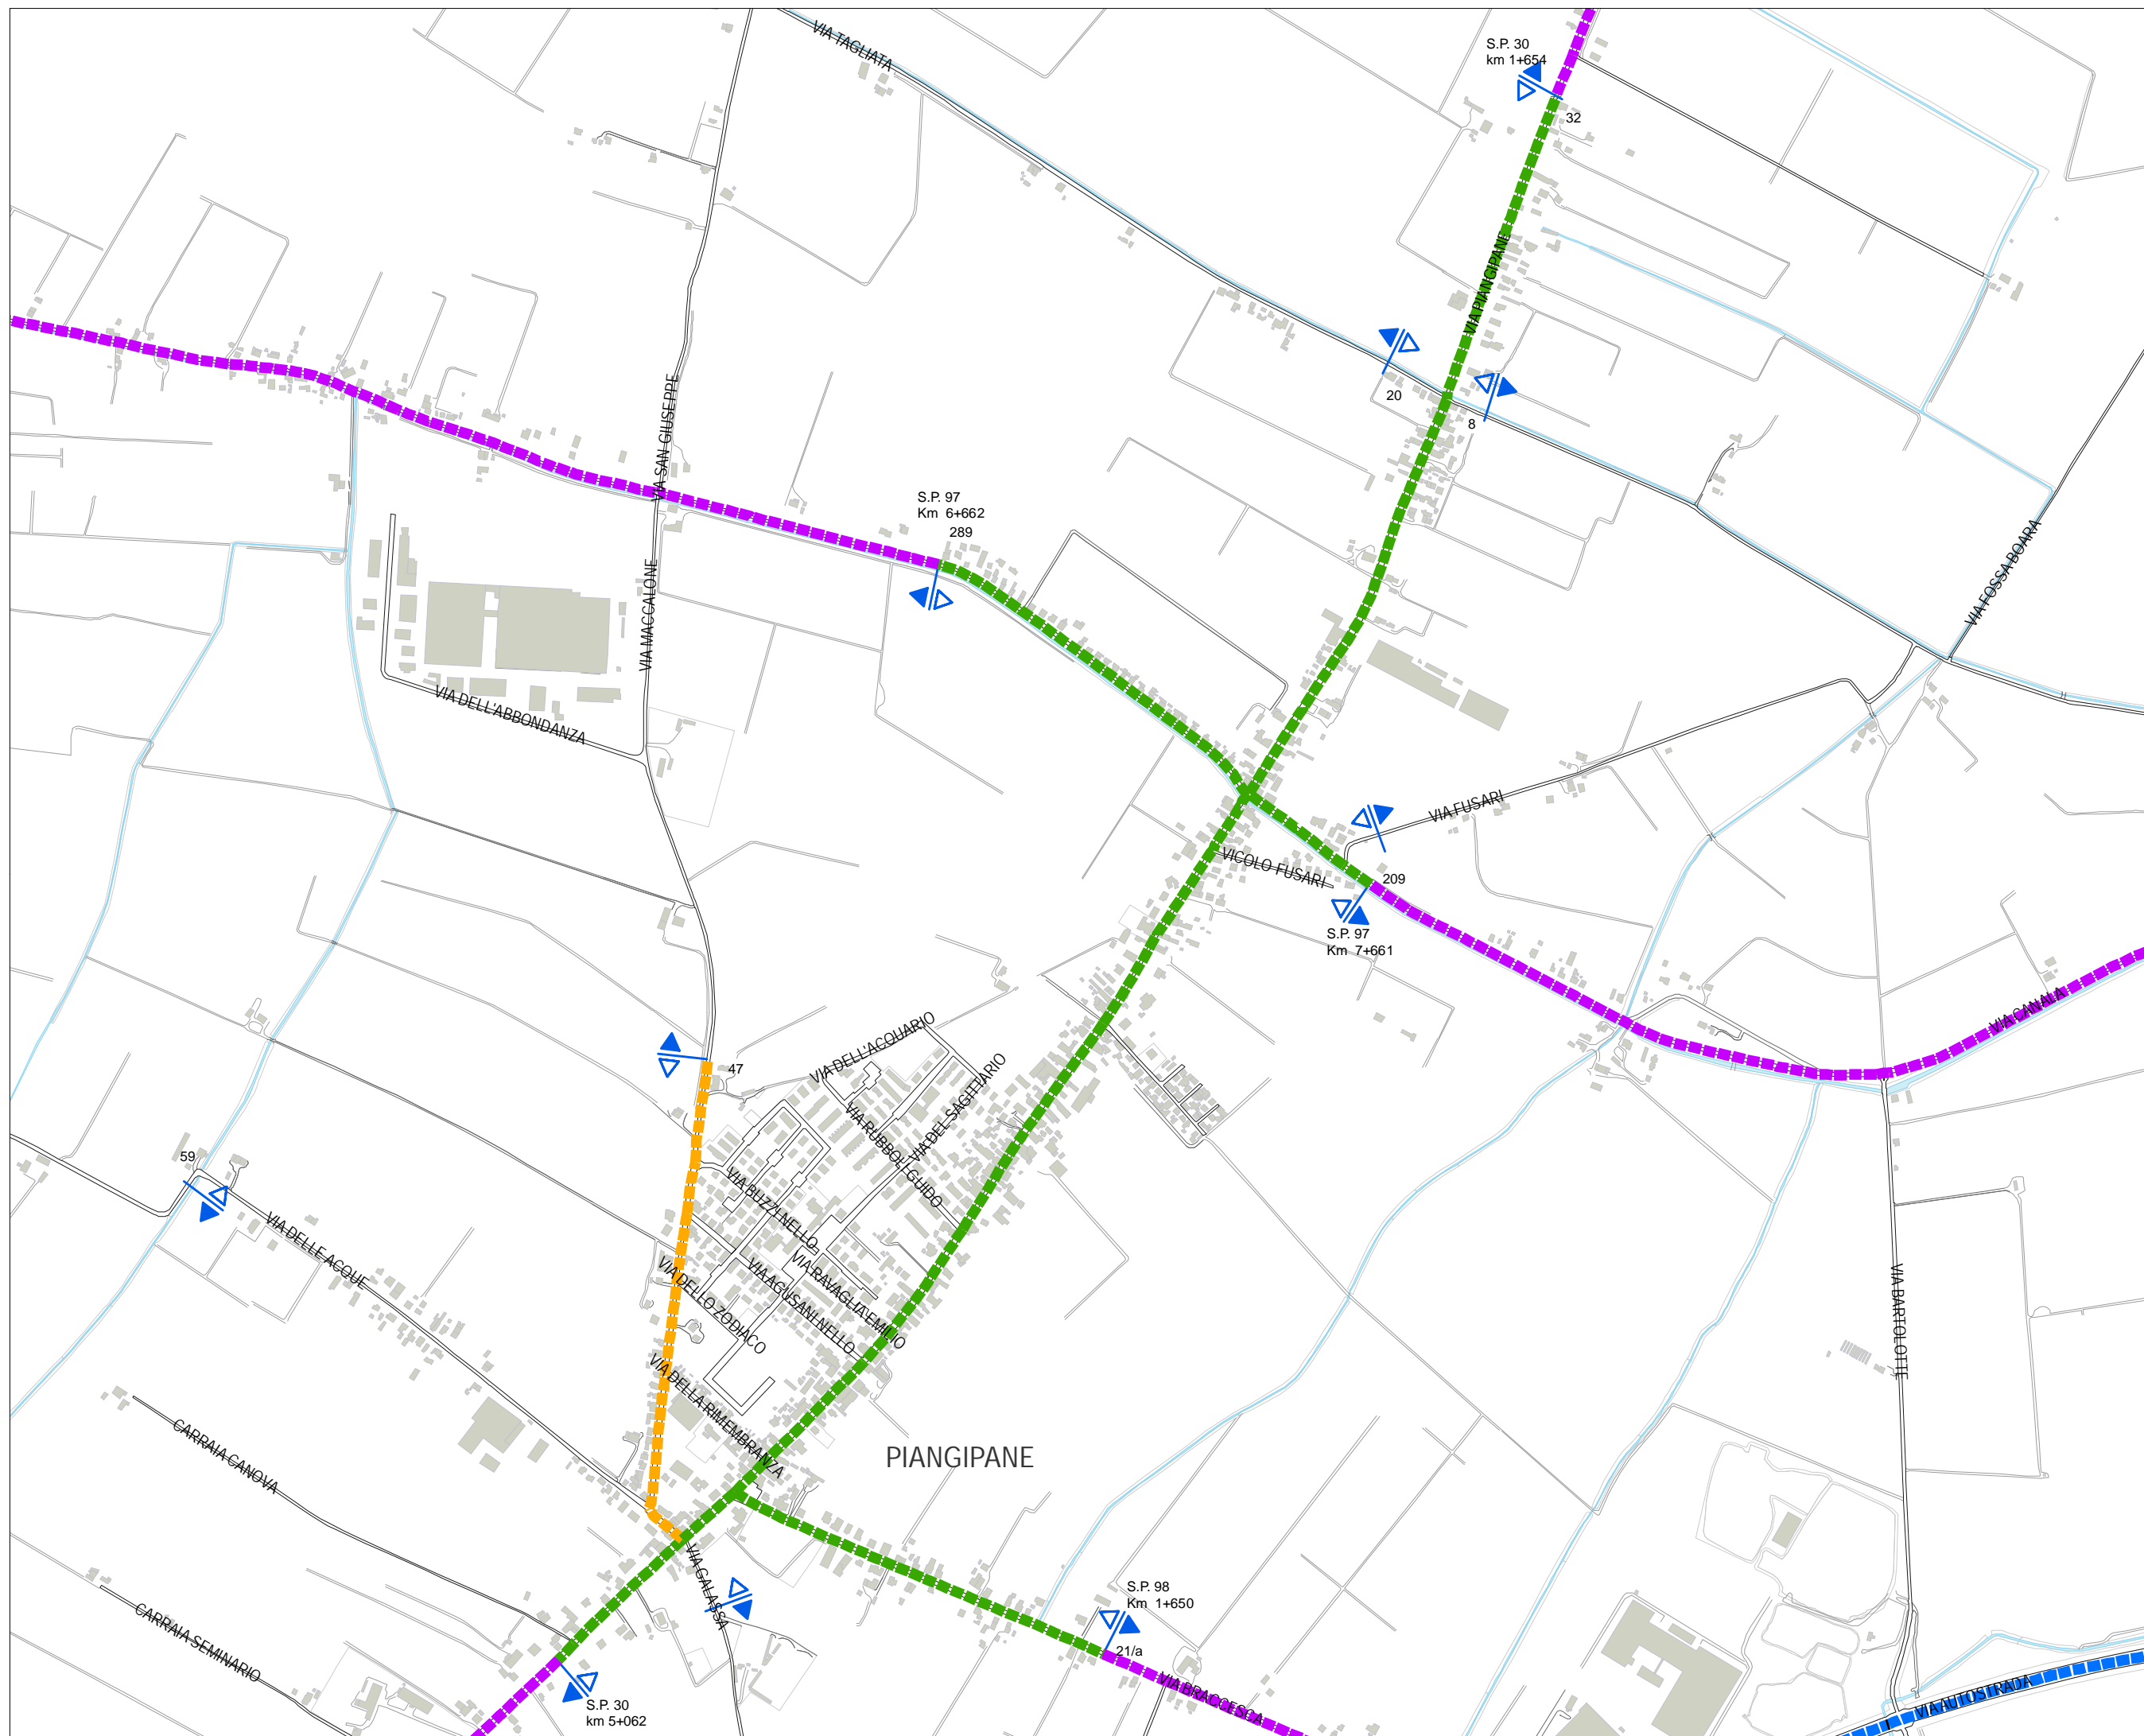 VIA TAGLIATA
S.P. 30
km 1+654
32
VIA PIANGIPANE
20
8
VIA SAN GIUSEPPE
S.P. 97
Km 6+662
289
VIA FOSSA BOARA
VIA MACCALONE
VIA DELL'ABBONDANZA
VIA FUSARI
VICOLO FUSARI
209
S.P. 97
Km 7+661
VIA CANALA
47
VIA DELL'ACQUARIO
VIA DEL SAGITTARIO
VIA RUBBOLI GUIDO
59
VIA BUZZI NELLO
VIA DELLE ACQUE
VIA RAVAGLIA EMILIO
VIA AGUSANI NELLO
VIA DELLO ZODIACO
VIA BARTOLOTTE
VIA DELLA RIMEMBRANZA
CARRAIA CANOVA
PIANGIPANE
VIA GALASSA
S.P. 98
Km 1+650
21/a
CARRAIA SEMINARIO
VIA BRACCESCA
VIA AUTOSTRADA
S.P. 30
km 5+062